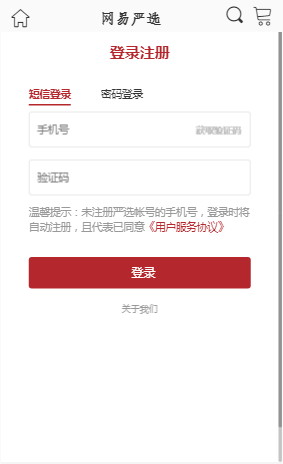 网易严选
登录注册
短信登录 密码登录
手机号 获取验证码
验证码
温馨提示：未注册严选帐号的手机号，登录时将
自动注册，且代表已同意《用户服务协议》
登录
关于我们